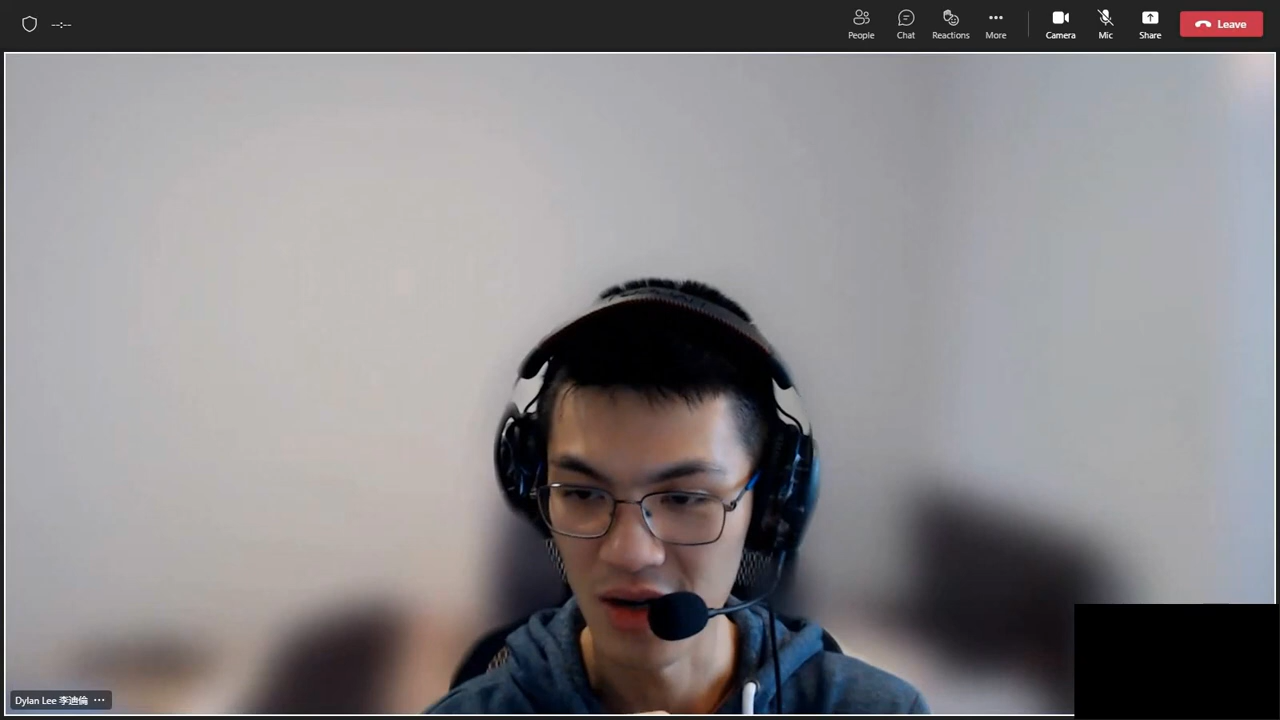 --:--
People
Chat
Reactions
More
Camera
Mic
Share
Leave
Dylan Lee 李迪倫